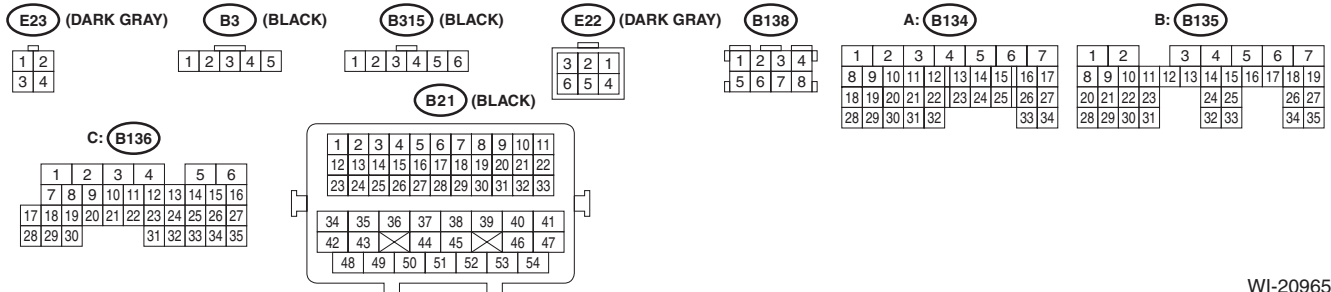 E23 (DARK GRAY) B3 (BLACK) B315 (BLACK) E22 (DARK GRAY) B138 A: B134 B: B135
1 2
3 4
1 2 3 4 5
1 2 3 4 5 6
3 2 1
6 5 4
1 2 3 4
5 6 7 8
1 2 3 4 5 6 7
8 9 10 11 12 13 14 15 16 17
18 19 20 21 22 23 24 25 26 27
28 29 30 31 32 33 34
1 2 3 4 5 6 7
8 9 10 11 12 13 14 15 16 17 18 19
20 21 22 23 24 25 26 27
28 29 30 31 32 33 34 35
C: B136
1 2 3 4 5 6
7 8 9 10 11 12 13 14 15 16
17 18 19 20 21 22 23 24 25 26 27
28 29 30 31 32 33 34 35
B21 (BLACK)
1 2 3 4 5 6 7 8 9 10 11
12 13 14 15 16 17 18 19 20 21 22
23 24 25 26 27 28 29 30 31 32 33
34 35 36 37 38 39 40 41
42 43 44 45 46 47
48 49 50 51 52 53 54
WI-20965